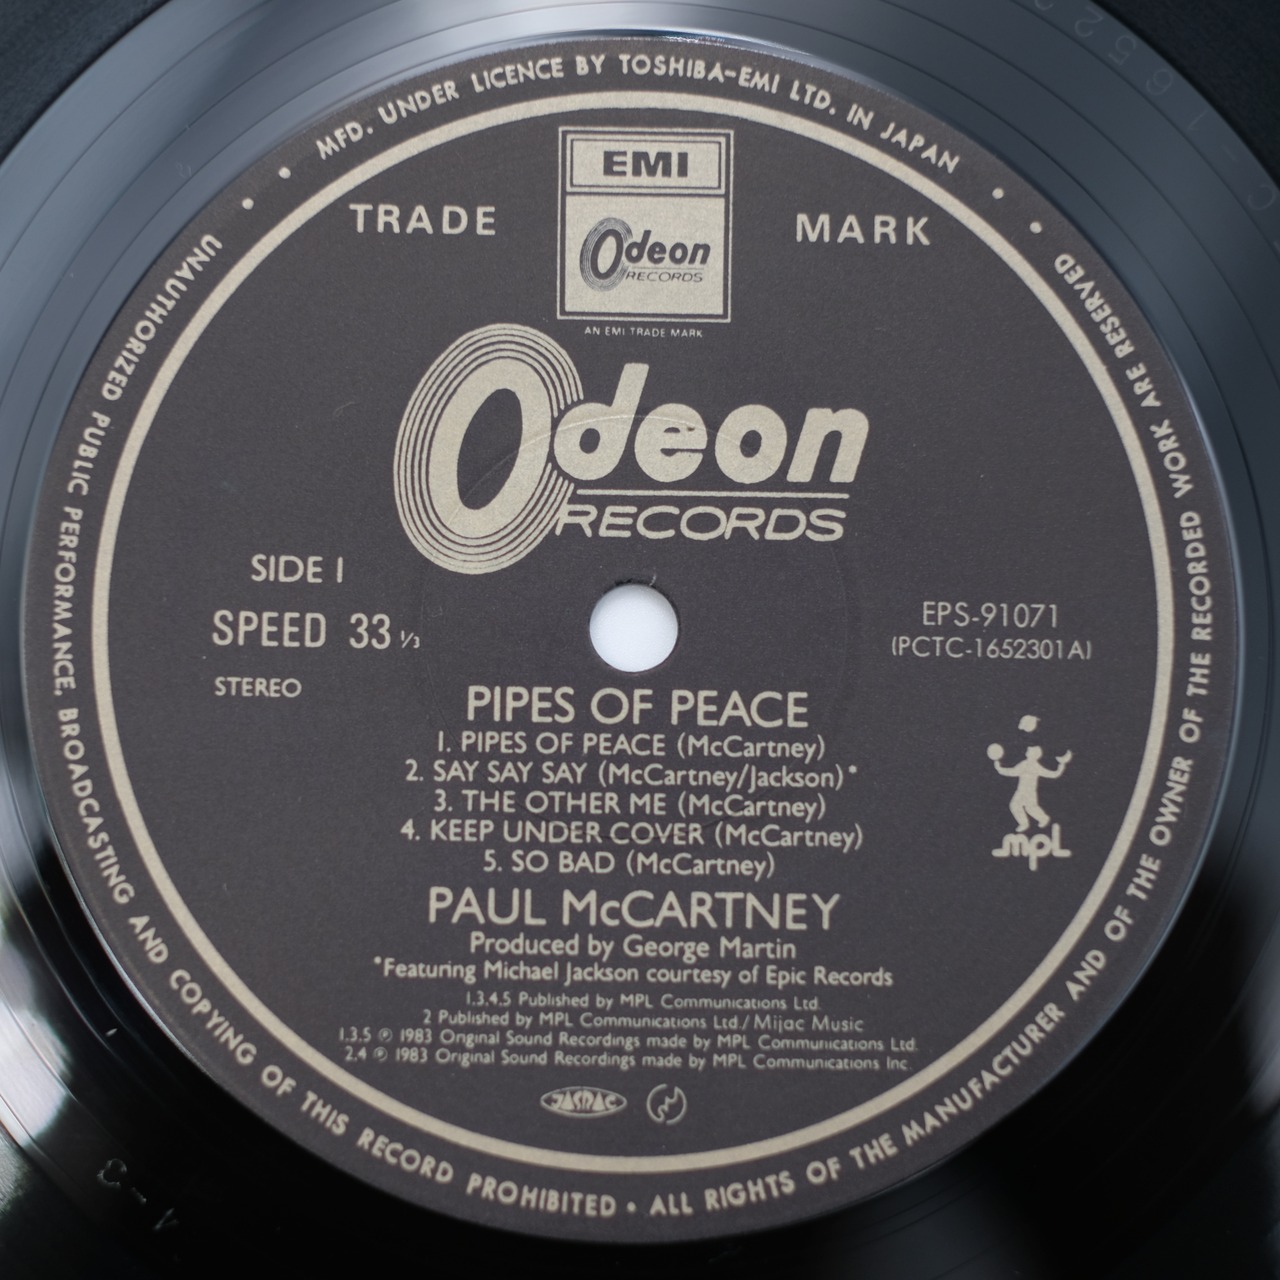 MFD. UNDER LICENCE BY TOSHIBA-EMI LTD. IN JAPAN
EMI
TRADE MARK
Odeon
RECORDS
AN EMI TRADE MARK
Odeon
RECORDS
SIDE 1
SPEED 33 1/3
STEREO
EPS-91071
(PCTC-1652301A)
PIPES OF PEACE
1. PIPES OF PEACE (McCartney)
2. SAY SAY SAY (McCartney/Jackson)*
3. THE OTHER ME (McCartney)
4. KEEP UNDER COVER (McCartney)
5. SO BAD (McCartney)
mpl
PAUL McCARTNEY
Produced by George Martin
*Featuring Michael Jackson courtesy of Epic Records
1.3.4.5 Published by MPL Communications Ltd.
2 Published by MPL Communications Ltd./Mijac Music
1.3.5 ℗ 1983 Original Sound Recordings made by MPL Communications Ltd.
2.4 ℗ 1983 Original Sound Recordings made by MPL Communications Inc.
JASRAC
UNAUTHORIZED PUBLIC PERFORMANCE, BROADCASTING AND COPYING OF THIS RECORD PROHIBITED • ALL RIGHTS OF THE MANUFACTURER AND OF THE OWNER OF THE RECORDED WORK ARE RESERVED